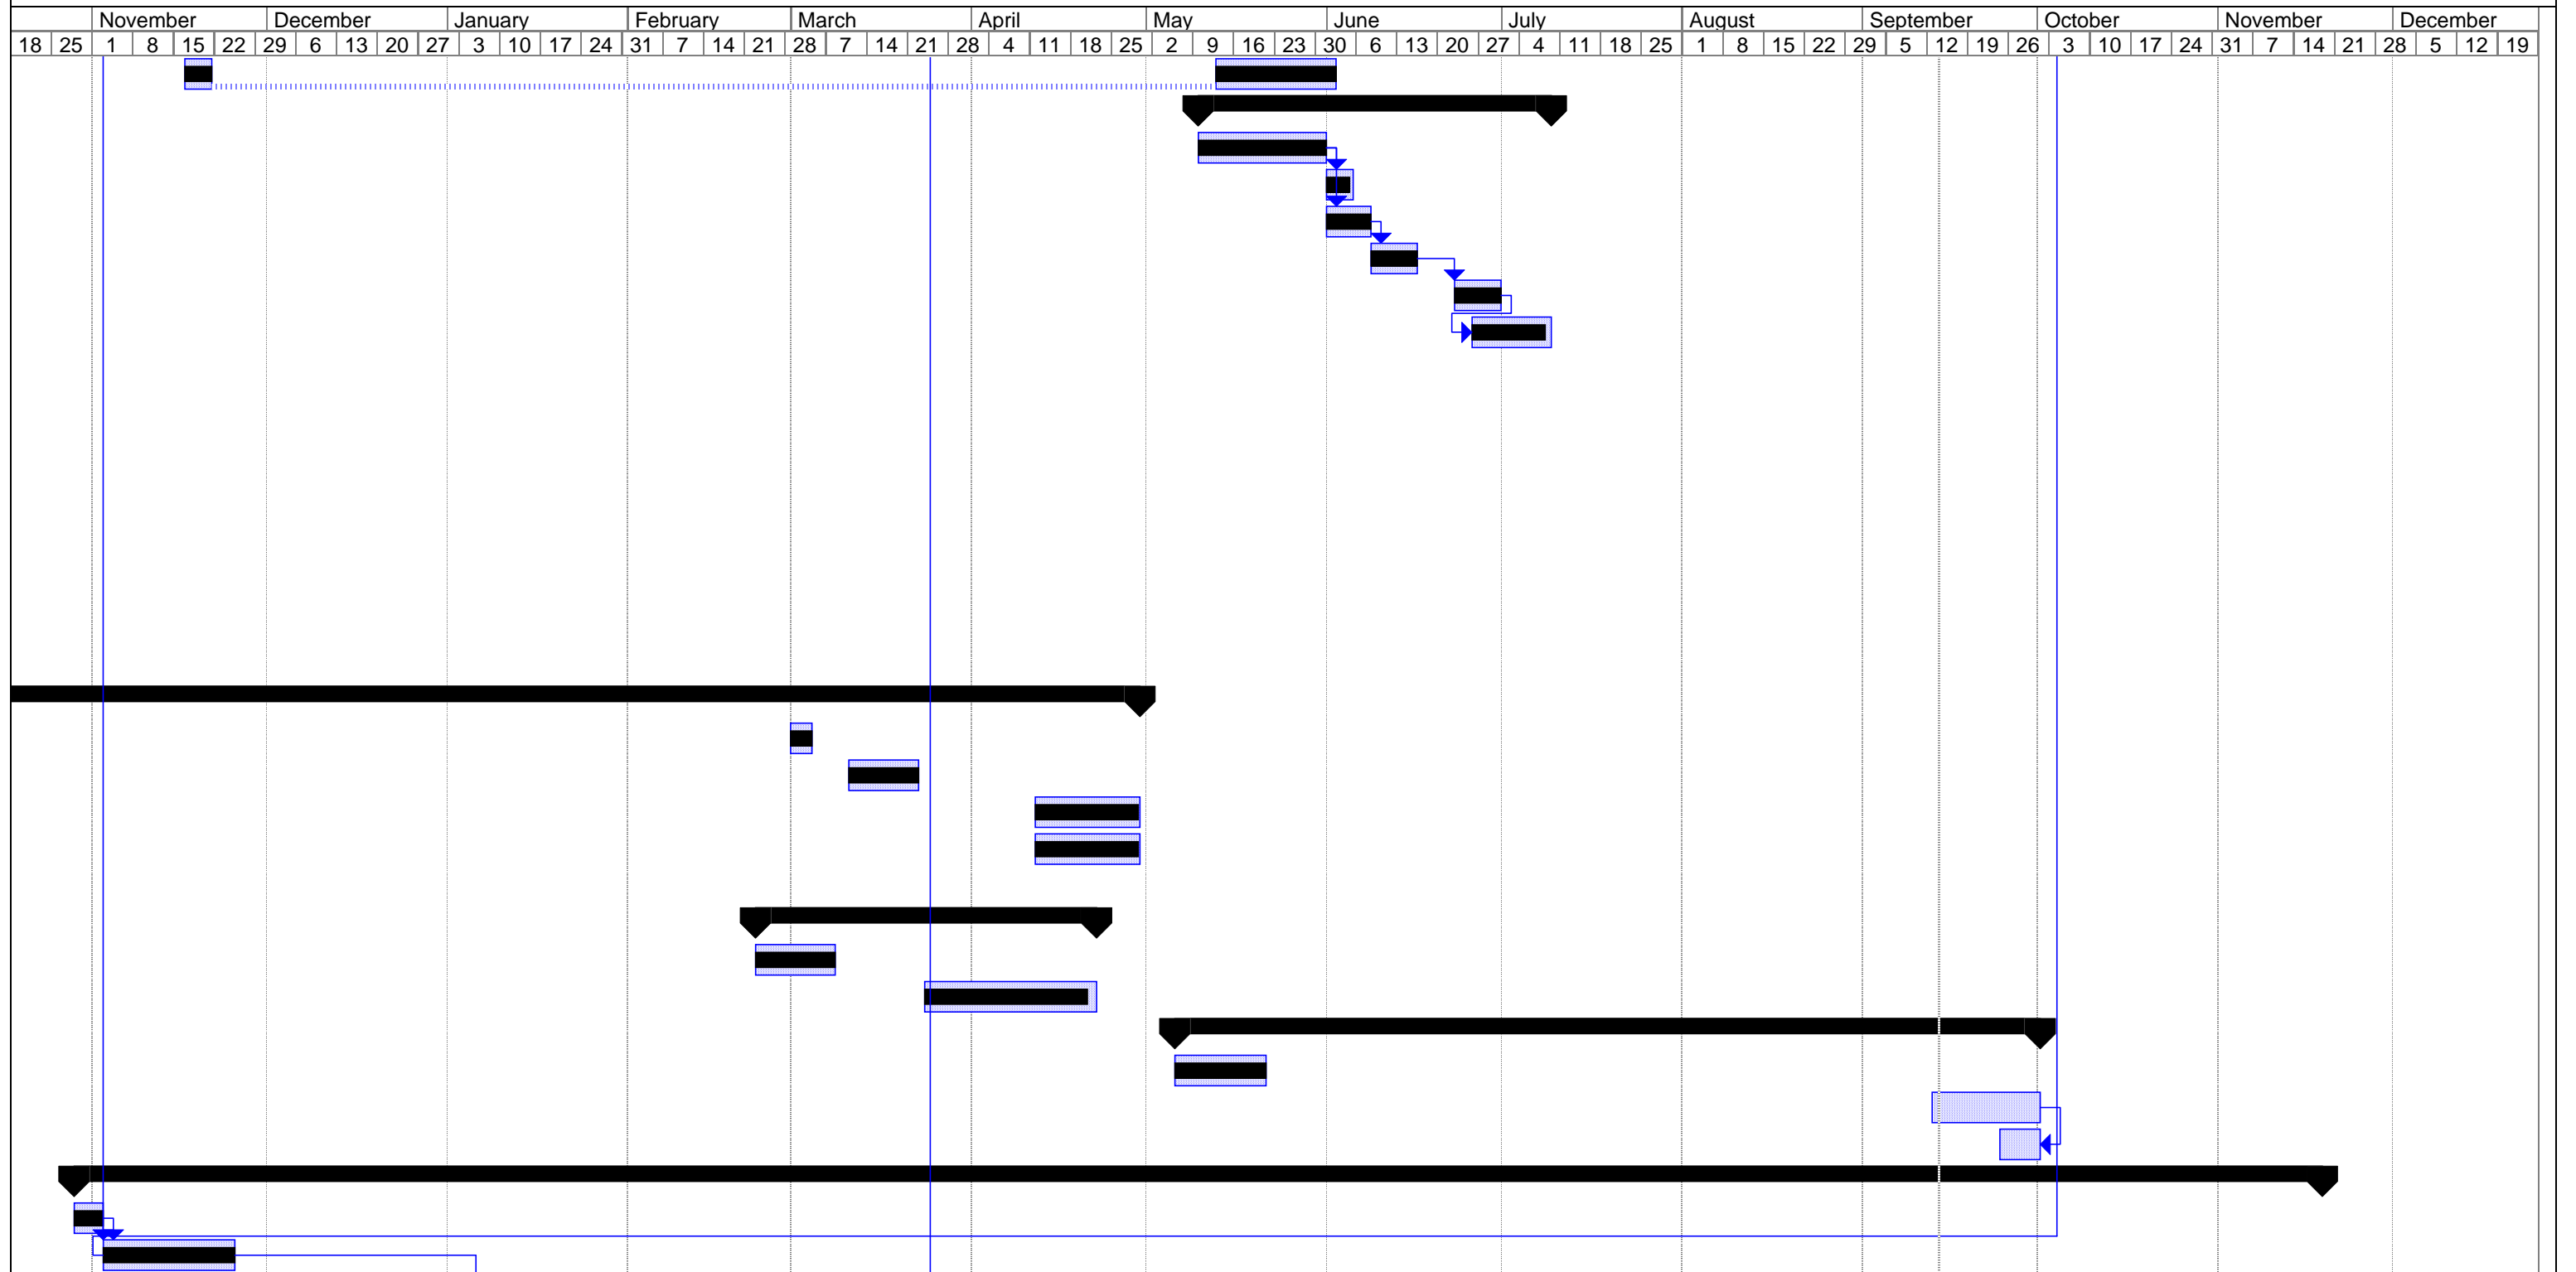 November December January February March April May June July August September October November December
18 25 1 8 15 22 29 6 13 20 27 3 10 17 24 31 7 14 21 28 7 14 21 28 4 11 18 25 2 9 16 23 30 6 13 20 27 4 11 18 25 1 8 15 22 29 5 12 19 26 3 10 17 24 31 7 14 21 28 5 12 19